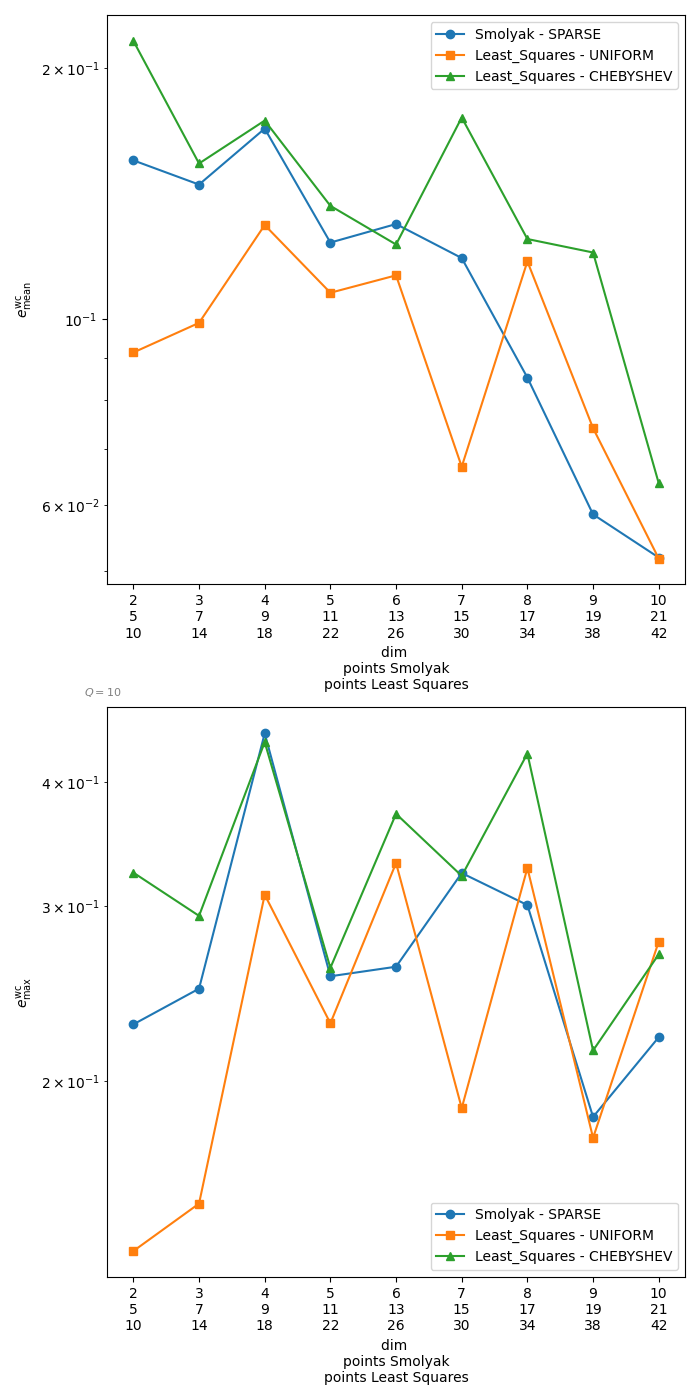 Smolyak - SPARSE
Least_Squares - UNIFORM
Least_Squares - CHEBYSHEV
2 × 10⁻¹
10⁻¹
6 × 10⁻²
e^wc_mean
2 3 4 5 6 7 8 9 10
5 7 9 11 13 15 17 19 21
10 14 18 22 26 30 34 38 42
dim
points Smolyak
points Least Squares
Q = 10
4 × 10⁻¹
3 × 10⁻¹
2 × 10⁻¹
e^wc_max
Smolyak - SPARSE
Least_Squares - UNIFORM
Least_Squares - CHEBYSHEV
2 3 4 5 6 7 8 9 10
5 7 9 11 13 15 17 19 21
10 14 18 22 26 30 34 38 42
dim
points Smolyak
points Least Squares